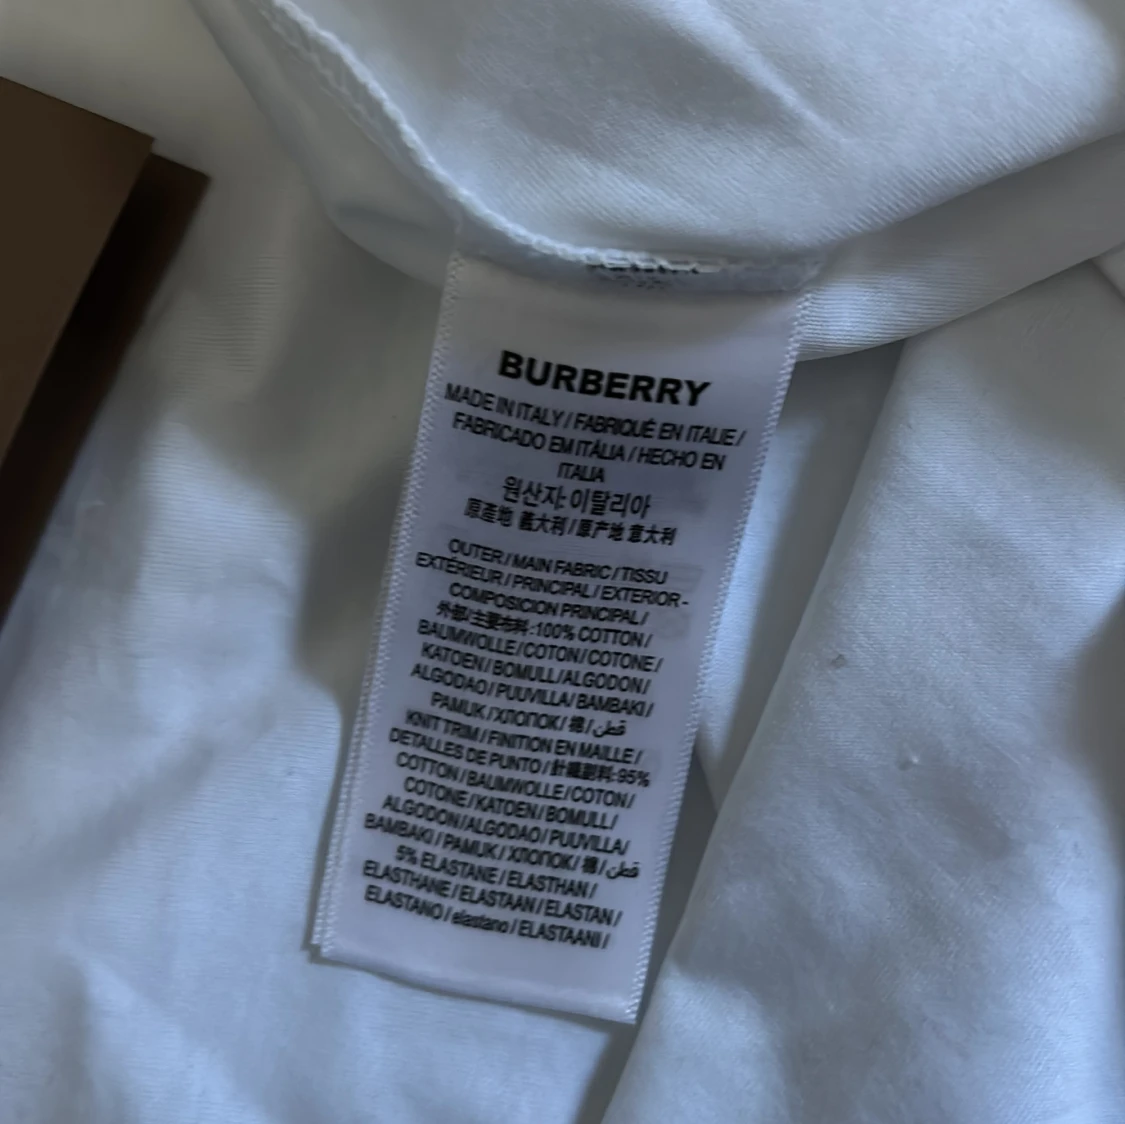 BURBERRY
MADE IN ITALY / FABRIQUÉ EN ITALIE /
FABRICADO EM ITÁLIA / HECHO EN
ITALIA
원산지: 이탈리아
原產地 義大利 / 原产地 意大利
OUTER / MAIN FABRIC / TISSU
EXTÉRIEUR / PRINCIPAL / EXTERIOR -
COMPOSICION PRINCIPAL /
外部/主要布料:100% COTTON /
BAUMWOLLE / COTON / COTONE /
KATOEN / BOMULL / ALGODON /
ALGODAO / PUUVILLA / BAMBAKI /
PAMUK / ХЛОПОК / 棉 / قطن
KNIT TRIM / FINITION EN MAILLE /
DETALLES DE PUNTO / 針織副料:95%
COTTON / BAUMWOLLE / COTON /
COTONE / KATOEN / BOMULL /
ALGODON / ALGODAO / PUUVILLA /
BAMBAKI / PAMUK / ХЛОПОК / 棉 / قطن
5% ELASTANE / ELASTHAN /
ELASTHANE / ELASTAAN / ELASTAN /
ELASTANO / elastano / ELASTAANI /